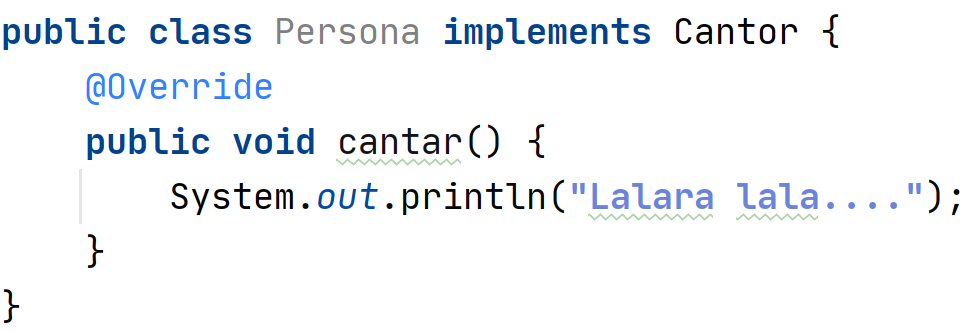 public class Persona implements Cantor {
@Override
public void cantar() {
System.out.println("Lalara lala....");
}
}